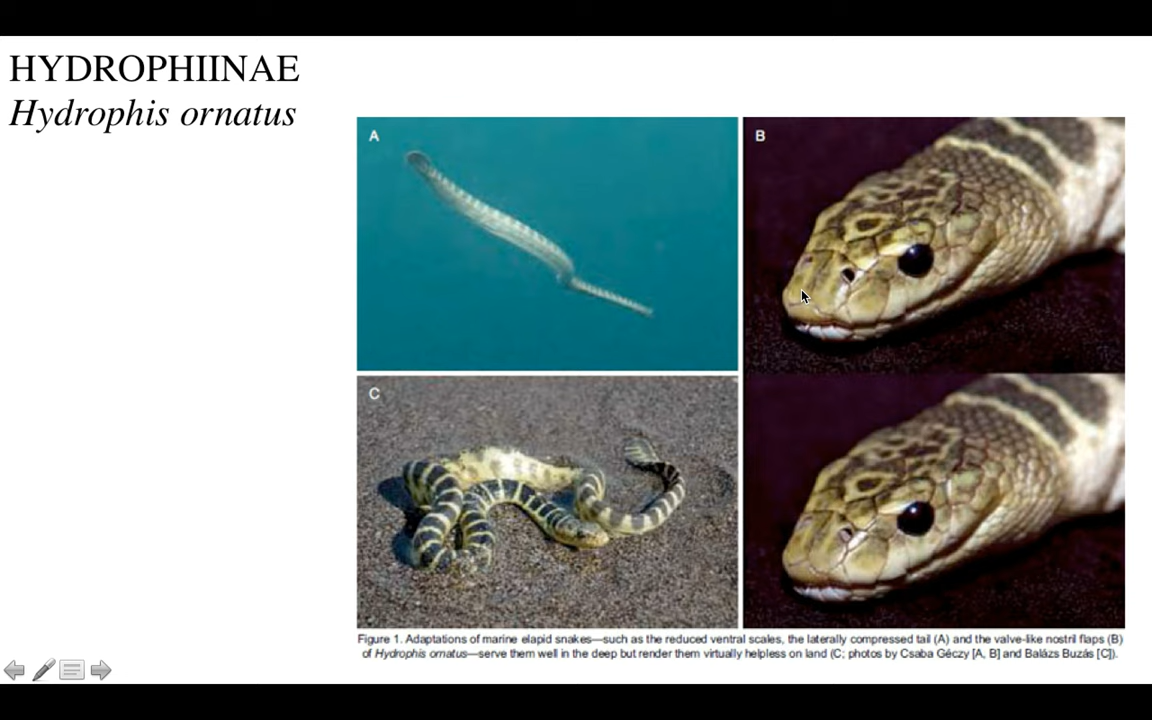 HYDROPHIINAE
Hydrophis ornatus
A
B
C
Figure 1. Adaptations of marine elapid snakes—such as the reduced ventral scales, the laterally compressed tail (A) and the valve-like nostril flaps (B)
of Hydrophis ornatus—serve them well in the deep but render them virtually helpless on land (C; photos by Csaba Géczy [A, B] and Balázs Buzás [C]).